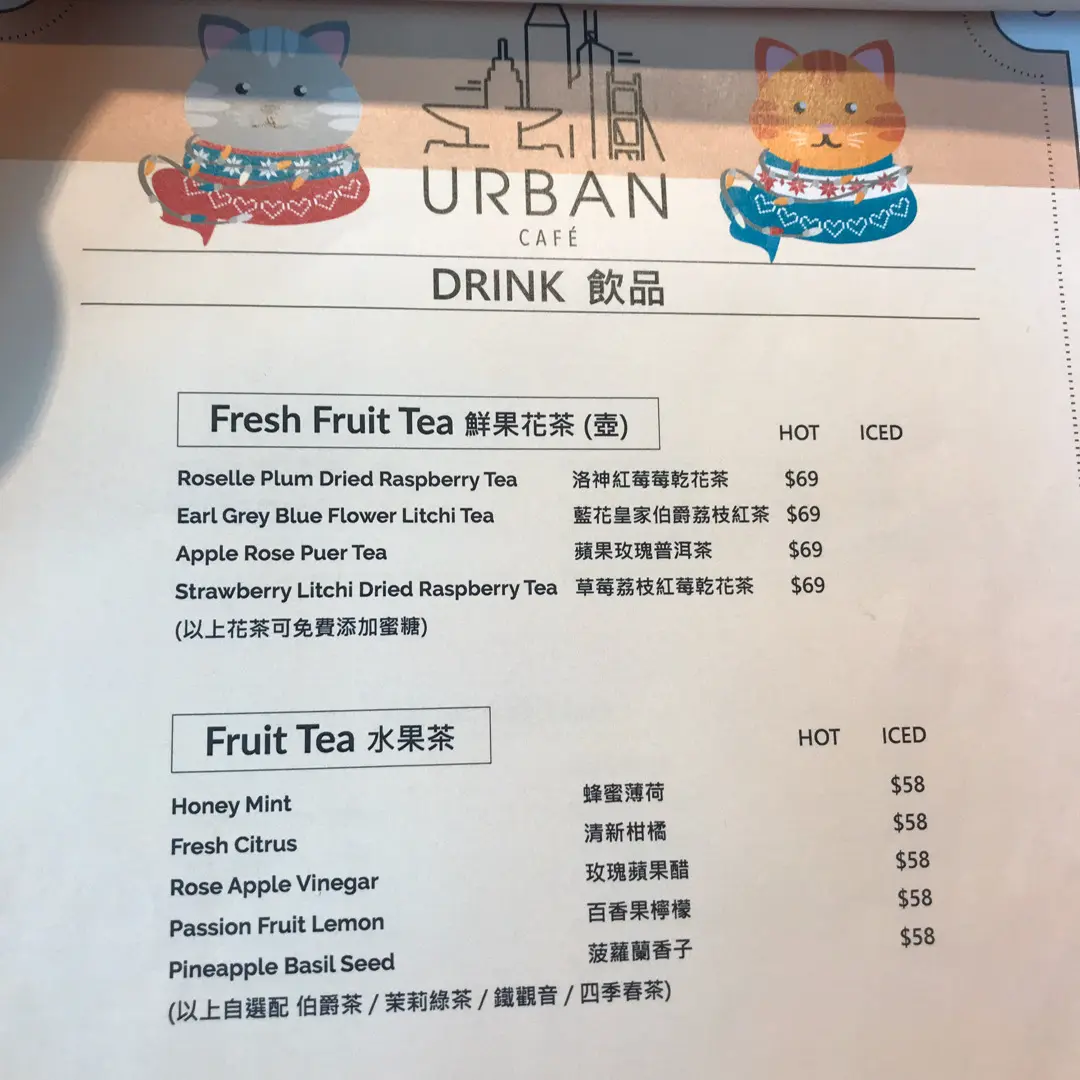 URBAN
CAFÉ
DRINK 飲品
Fresh Fruit Tea 鮮果花茶 (壺) HOT ICED
Roselle Plum Dried Raspberry Tea 洛神紅莓莓乾花茶 $69
Earl Grey Blue Flower Litchi Tea 藍花皇家伯爵荔枝紅茶 $69
Apple Rose Puer Tea 蘋果玫瑰普洱茶 $69
Strawberry Litchi Dried Raspberry Tea 草莓荔枝紅莓乾花茶 $69
(以上花茶可免費添加蜜糖)
Fruit Tea 水果茶 HOT ICED
Honey Mint 蜂蜜薄荷 $58
Fresh Citrus 清新柑橘 $58
Rose Apple Vinegar 玫瑰蘋果醋 $58
Passion Fruit Lemon 百香果檸檬 $58
Pineapple Basil Seed 菠蘿蘭香子 $58
(以上自選配 伯爵茶 / 茉莉綠茶 / 鐵觀音 / 四季春茶)